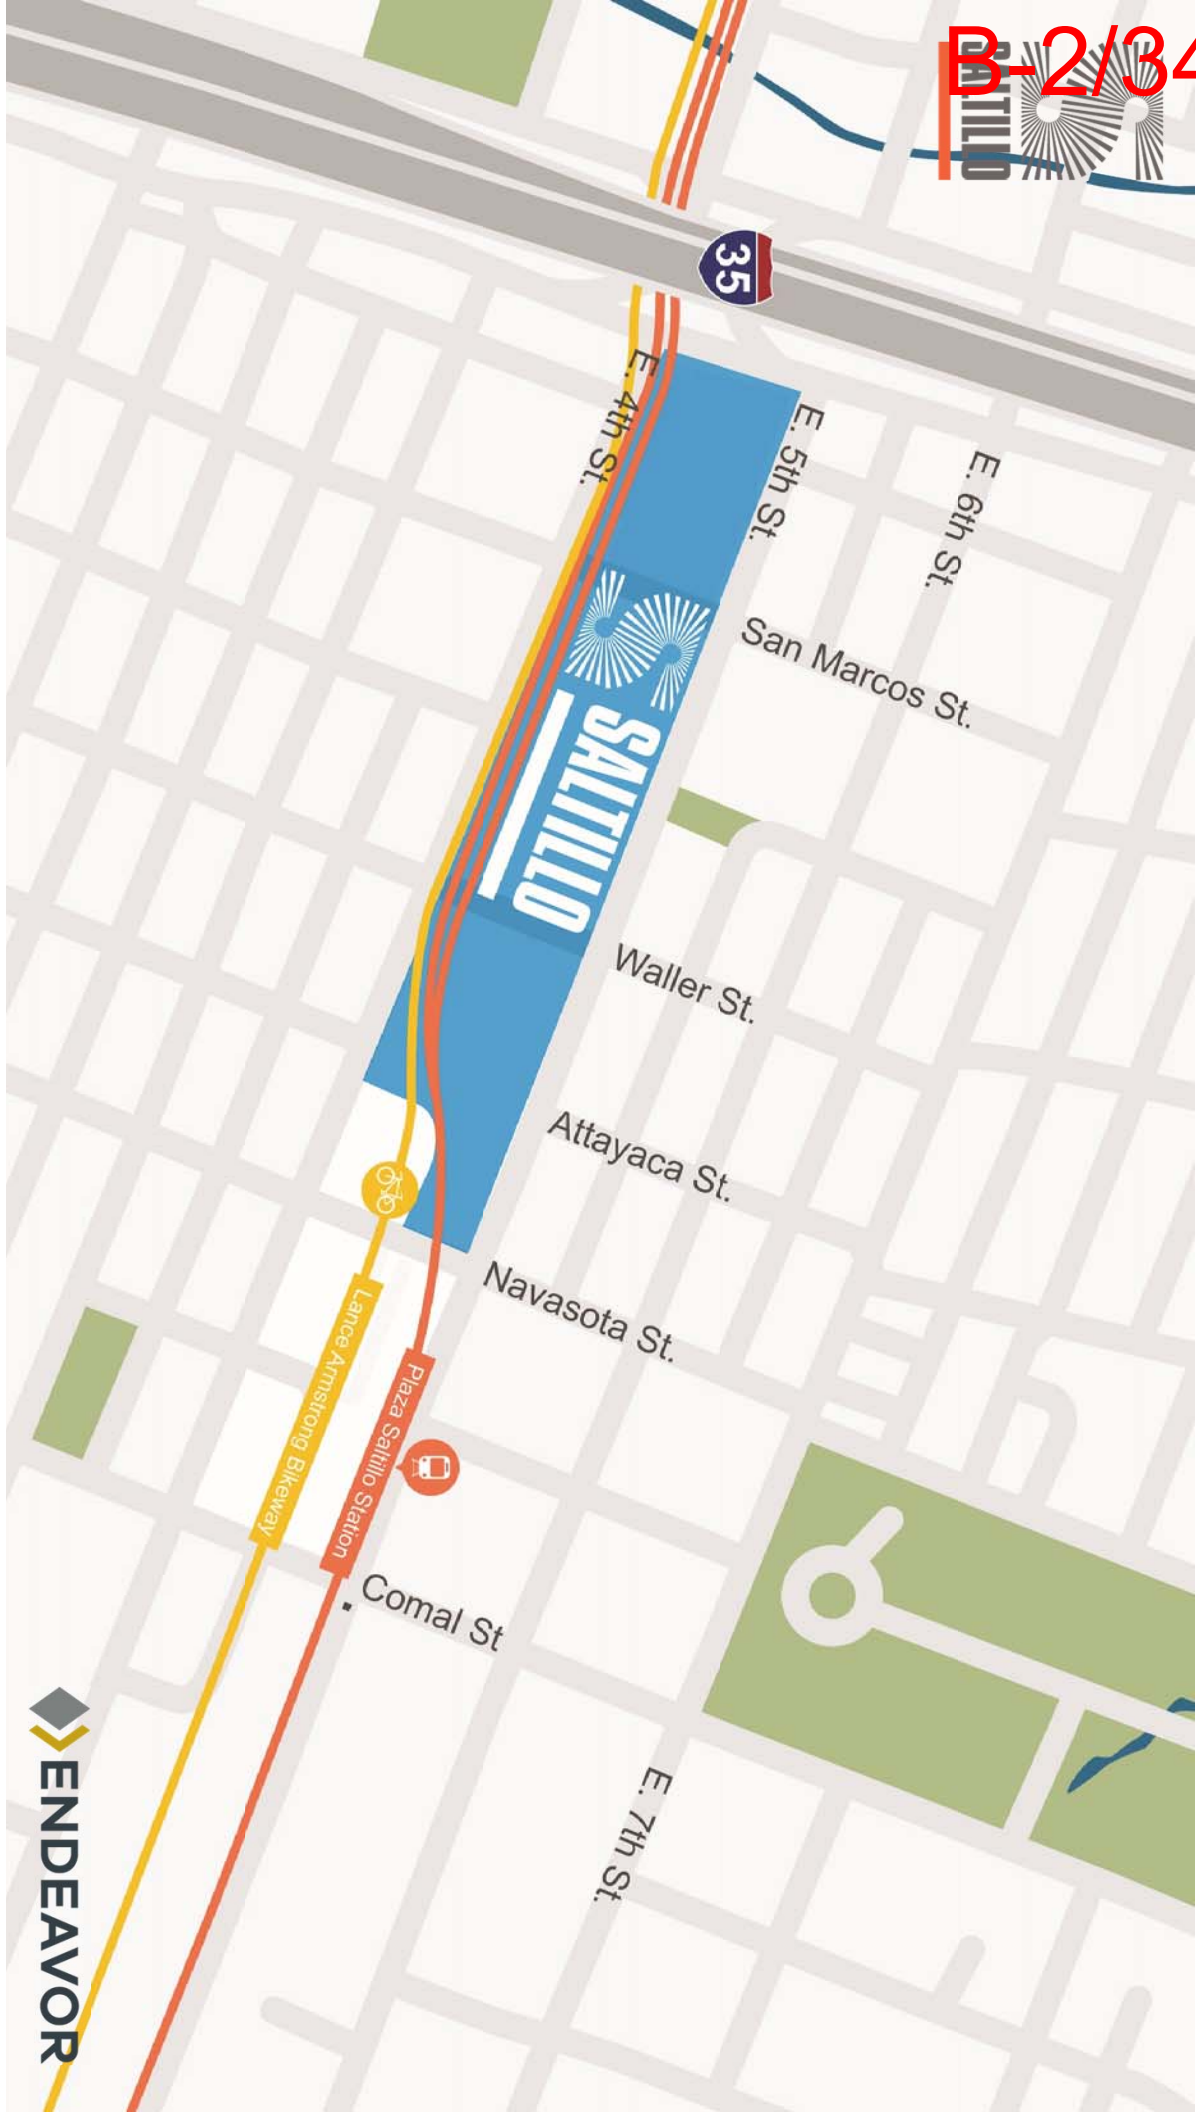 B-2/34
SALTILLO
35
E. 4th St.
E. 5th St.
E. 6th St.
San Marcos St.
SALTILLO
Waller St.
Attayaca St.
Navasota St.
Lance Armstrong Bikeway
Plaza Saltillo Station
Comal St
E. 7th St.
ENDEAVOR